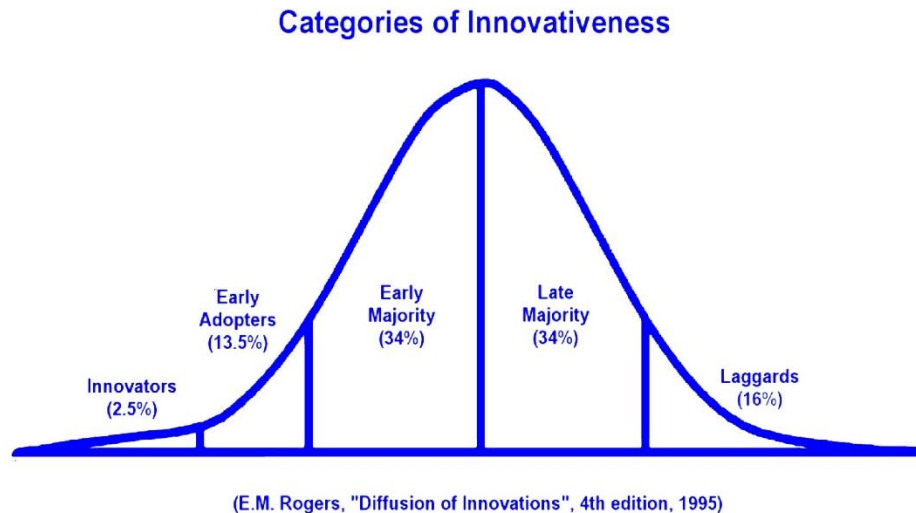 Categories of Innovativeness
Innovators
(2.5%)
Early
Adopters
(13.5%)
Early
Majority
(34%)
Late
Majority
(34%)
Laggards
(16%)
(E.M. Rogers, "Diffusion of Innovations", 4th edition, 1995)